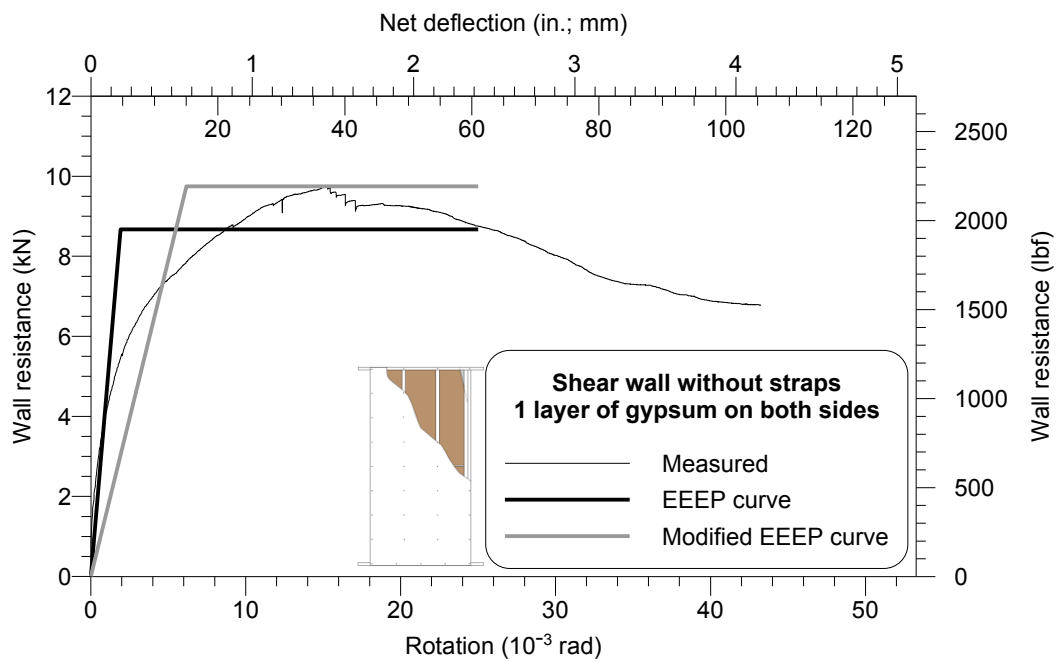 Net deflection (in.; mm)
0 1 2 3 4 5
20 40 60 80 100 120
12
10
8
6
4
2
0
Wall resistance (kN)
2500
2000
1500
1000
500
0
Wall resistance (lbf)
Shear wall without straps
1 layer of gypsum on both sides
Measured
EEEP curve
Modified EEEP curve
0 10 20 30 40 50
Rotation (10⁻³ rad)